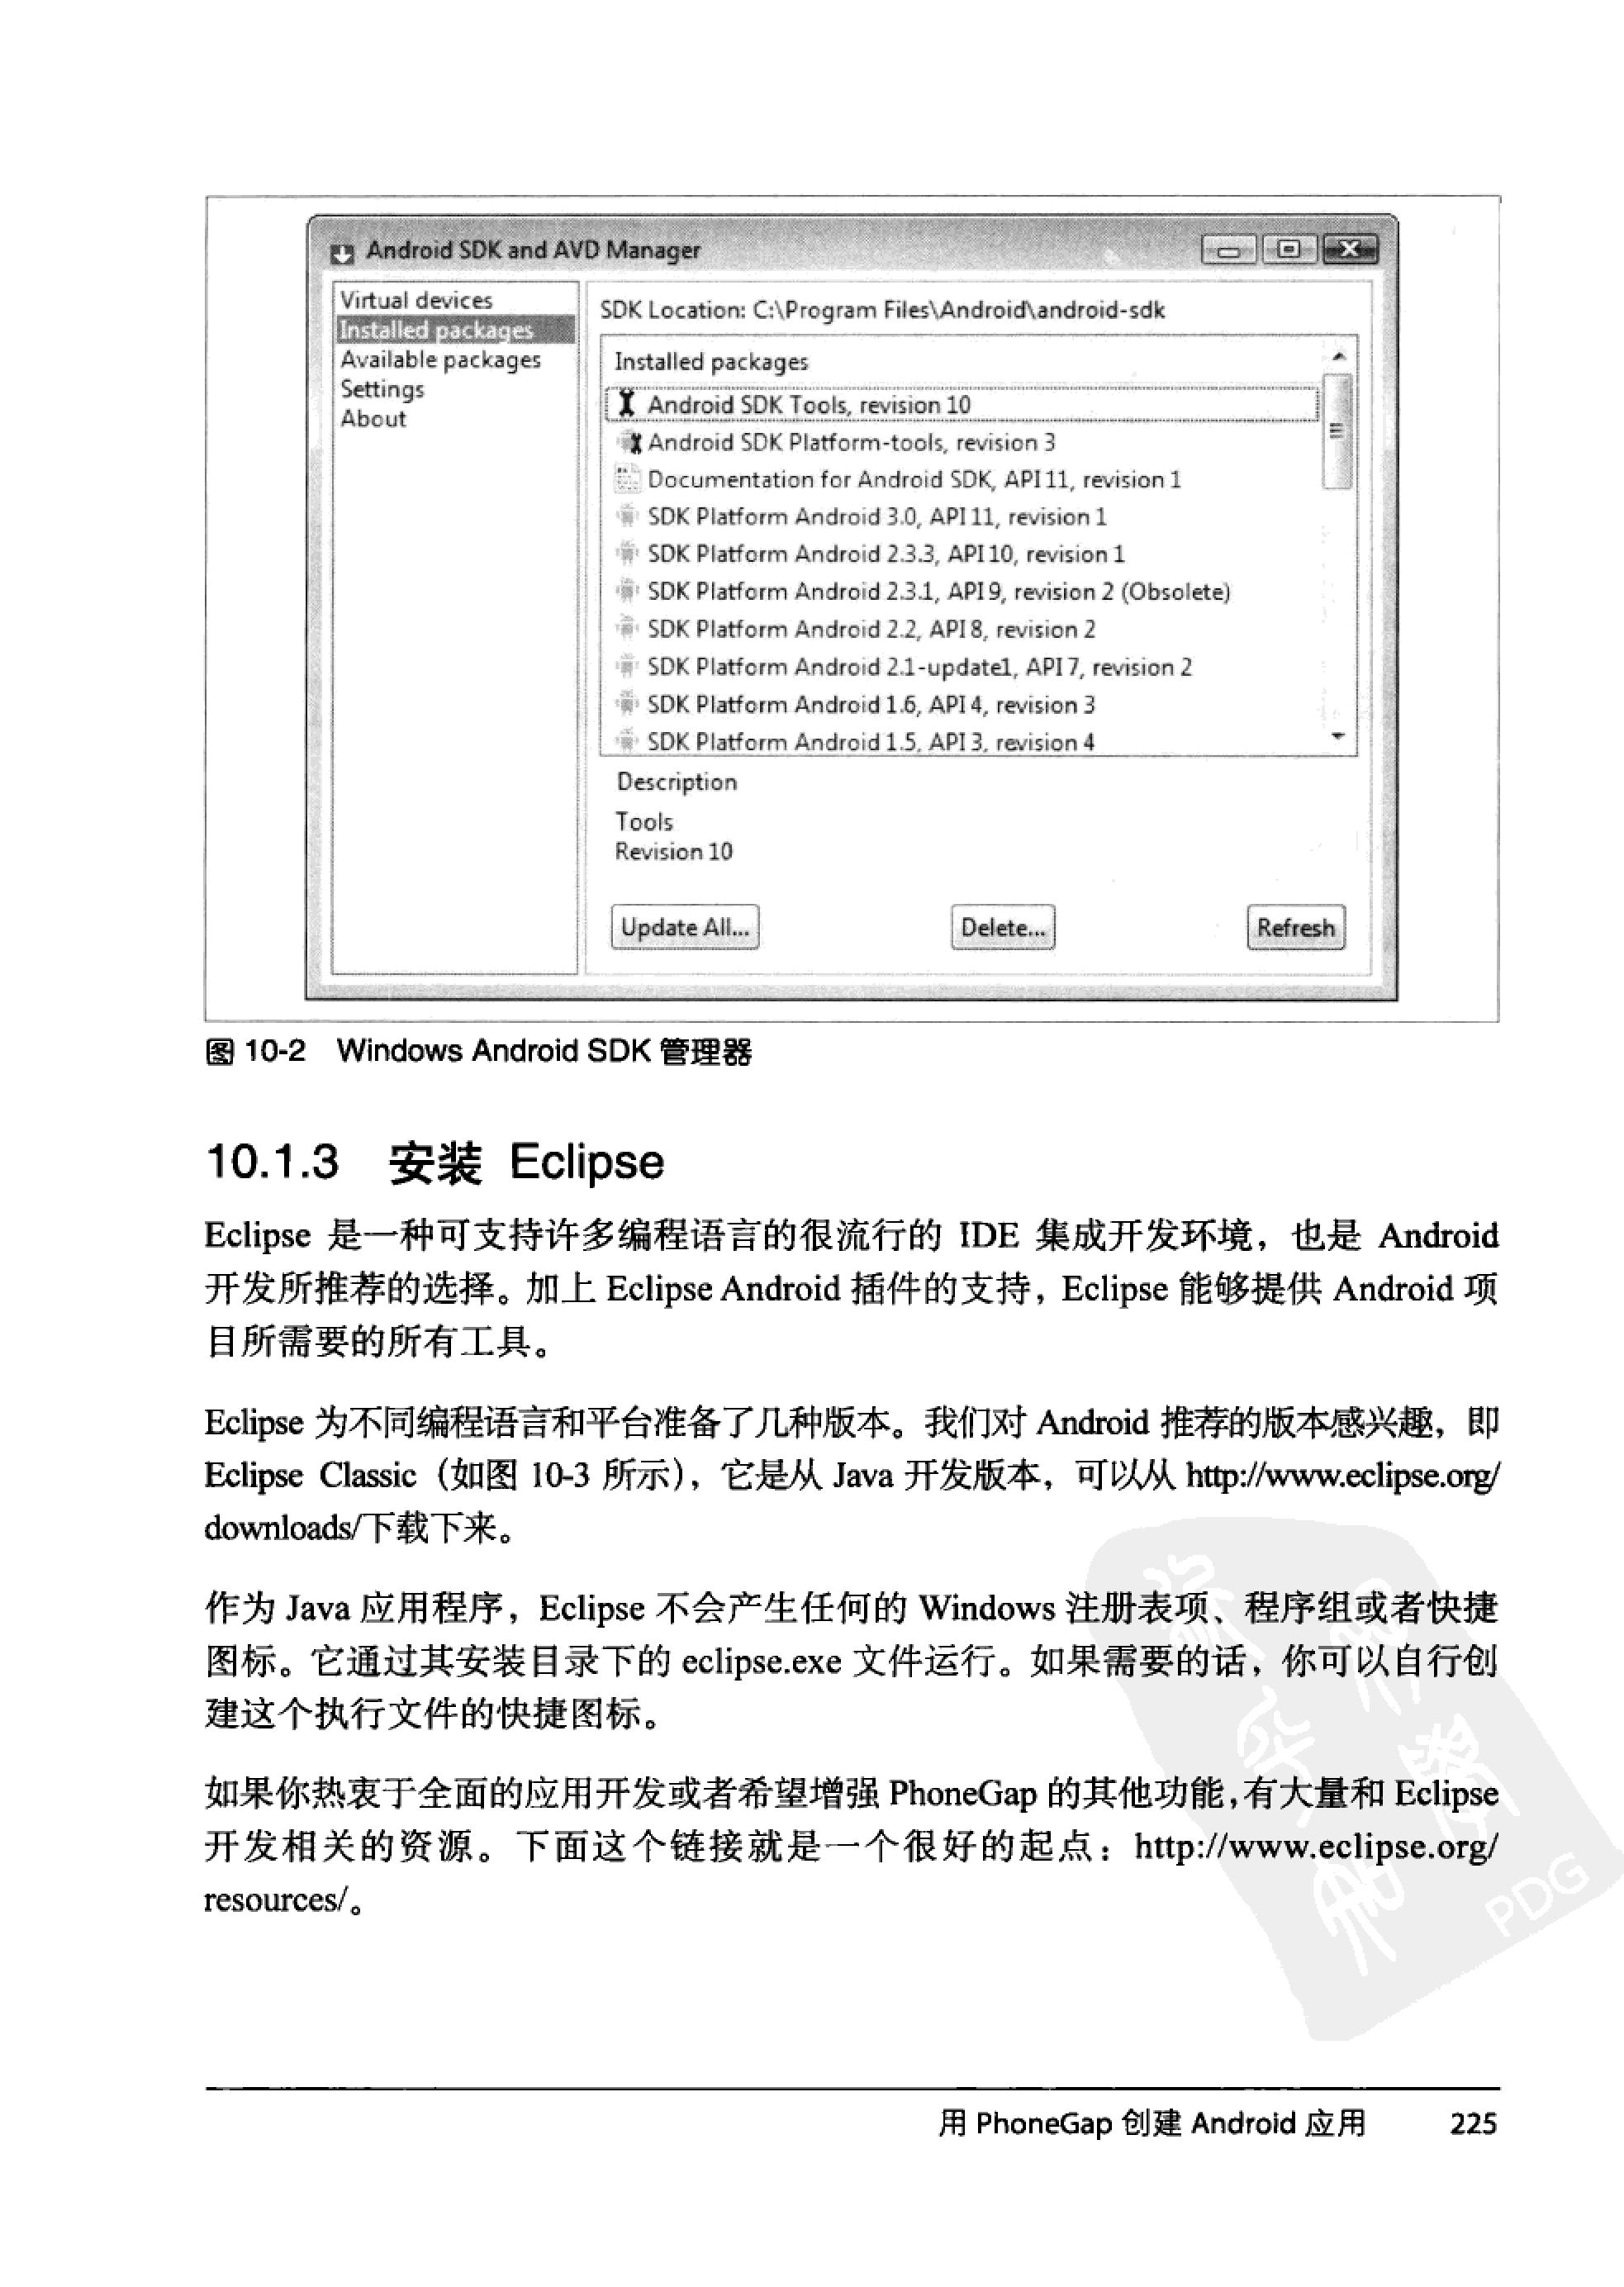 Android SDK and AVD Manager
Virtual devices
Installed packages
Available packages
Settings
About
SDK Location: C:\Program Files\Android\android-sdk
Installed packages
Android SDK Tools, revision 10
Android SDK Platform-tools, revision 3
Documentation for Android SDK, API 11, revision 1
SDK Platform Android 3.0, API 11, revision 1
SDK Platform Android 2.3.3, API 10, revision 1
SDK Platform Android 2.3.1, API 9, revision 2 (Obsolete)
SDK Platform Android 2.2, API 8, revision 2
SDK Platform Android 2.1-update1, API 7, revision 2
SDK Platform Android 1.6, API 4, revision 3
SDK Platform Android 1.5, API 3, revision 4
Description
Tools
Revision 10
Update All...
Delete...
Refresh
图 10-2 Windows Android SDK 管理器
10.1.3 安装 Eclipse
Eclipse 是一种可支持许多编程语言的很流行的 IDE 集成开发环境，也是 Android
开发所推荐的选择。加上 Eclipse Android 插件的支持，Eclipse 能够提供 Android 项
目所需要的所有工具。
Eclipse 为不同编程语言和平台准备了几种版本。我们对 Android 推荐的版本感兴趣，即
Eclipse Classic（如图 10-3 所示），它是从 Java 开发版本，可以从 http://www.eclipse.org/
downloads/下载下来。
作为 Java 应用程序，Eclipse 不会产生任何的 Windows 注册表项、程序组或者快捷
图标。它通过其安装目录下的 eclipse.exe 文件运行。如果需要的话，你可以自行创
建这个执行文件的快捷图标。
如果你热衷于全面的应用开发或者希望增强 PhoneGap 的其他功能，有大量和 Eclipse
开发相关的资源。下面这个链接就是一个很好的起点：http://www.eclipse.org/
resources/。
PDG
用 PhoneGap 创建 Android 应用 225